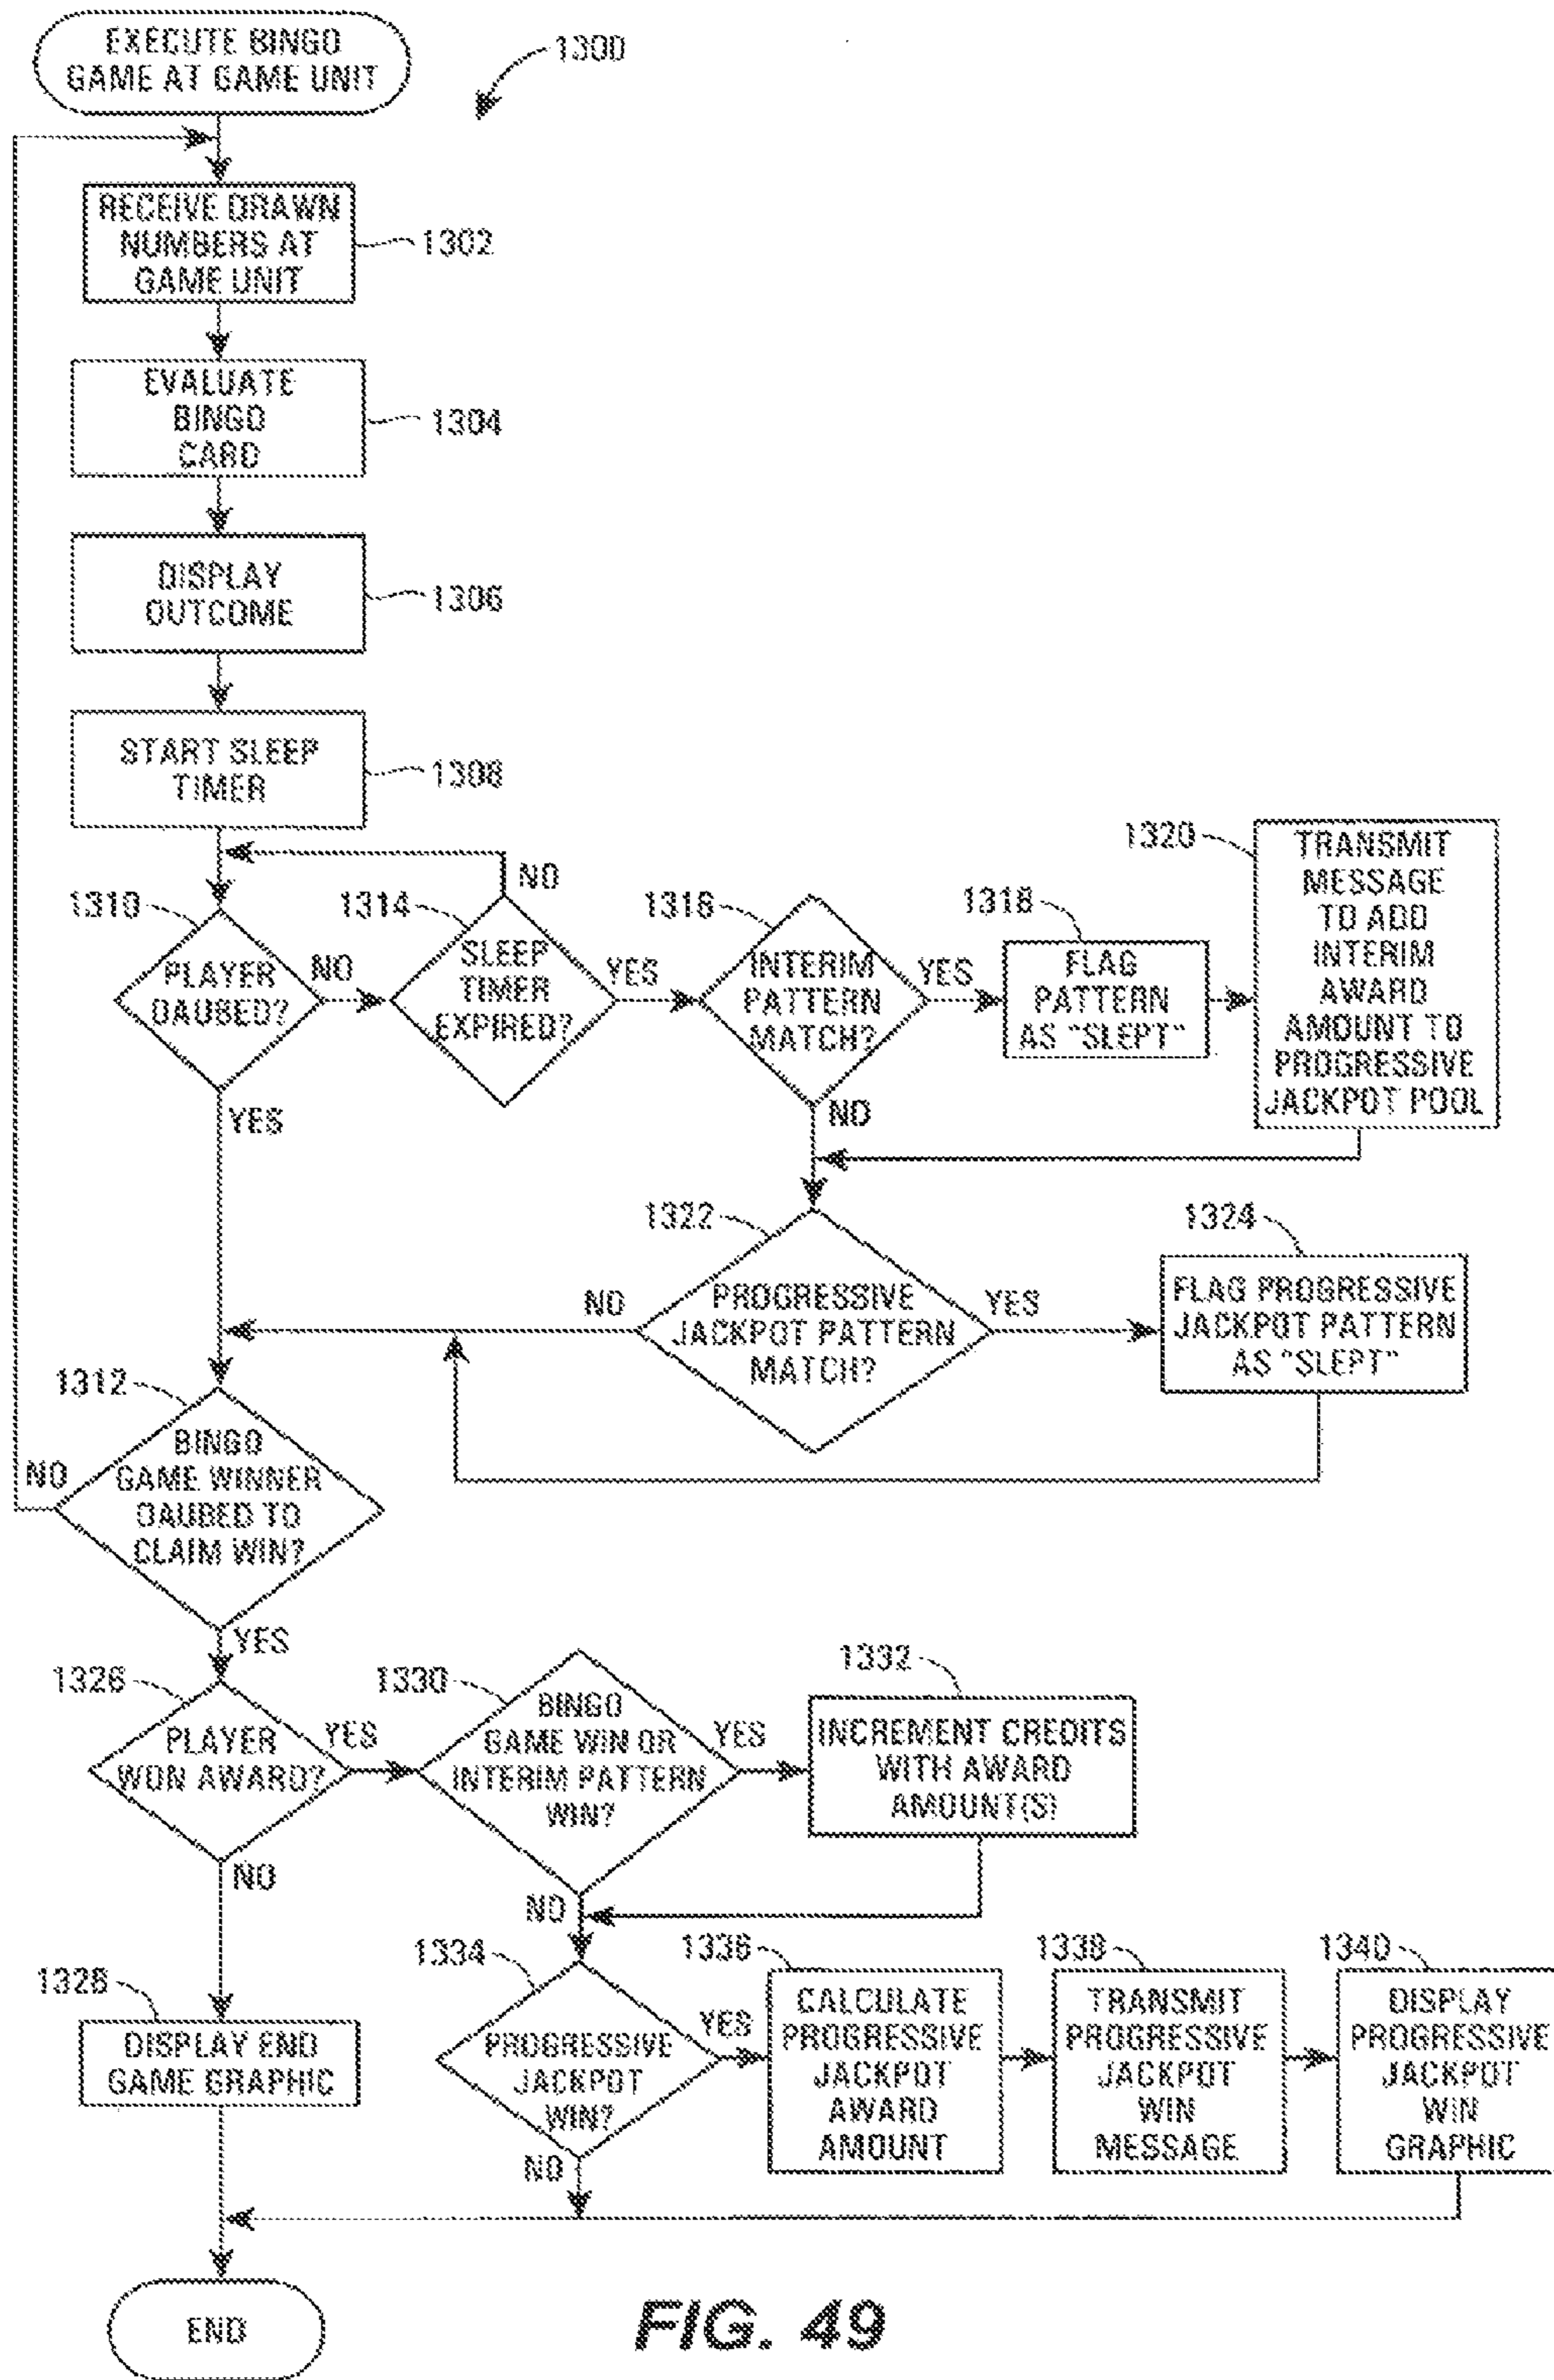 EXECUTE BINGO
GAME AT GAME UNIT
1300
RECEIVE DRAWN
NUMBERS AT
GAME UNIT
1302
EVALUATE
BINGO
CARD
1304
DISPLAY
OUTCOME
1306
START SLEEP
TIMER
1308
1310
PLAYER
DAUBED?
NO
YES
1314
SLEEP
TIMER
EXPIRED?
NO
YES
1316
INTERIM
PATTERN
MATCH?
YES
NO
1318
FLAG
PATTERN
AS "SLEPT"
1320
TRANSMIT
MESSAGE
TO ADD
INTERIM
AWARD
AMOUNT TO
PROGRESSIVE
JACKPOT POOL
1322
PROGRESSIVE
JACKPOT PATTERN
MATCH?
NO
YES
1324
FLAG PROGRESSIVE
JACKPOT PATTERN
AS "SLEPT"
1312
BINGO
GAME WINNER
DAUBED TO
CLAIM WIN?
NO
YES
1326
PLAYER
WON AWARD?
YES
NO
1330
BINGO
GAME WIN OR
INTERIM PATTERN
WIN?
YES
NO
1332
INCREMENT CREDITS
WITH AWARD
AMOUNT(S)
1328
DISPLAY END
GAME GRAPHIC
1334
PROGRESSIVE
JACKPOT
WIN?
YES
NO
1336
CALCULATE
PROGRESSIVE
JACKPOT
AWARD
AMOUNT
1338
TRANSMIT
PROGRESSIVE
JACKPOT
WIN
MESSAGE
1340
DISPLAY
PROGRESSIVE
JACKPOT
WIN
GRAPHIC
END
FIG. 49